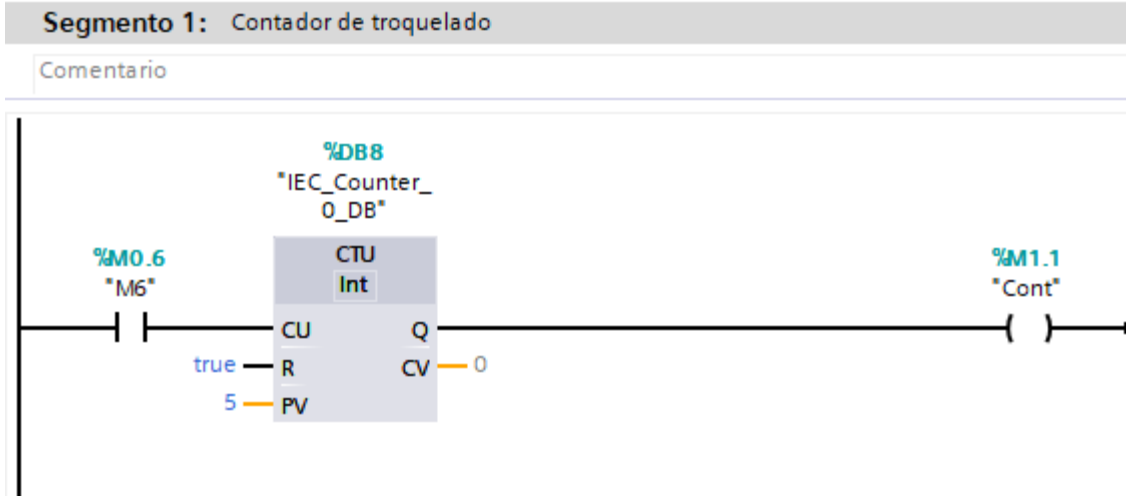 Segmento 1: Contador de troquelado
Comentario
%DB8
"IEC_Counter_
0_DB"
%M0.6
"M6"
CTU
Int
%M1.1
"Cont"
CU Q
true R CV 0
5 PV